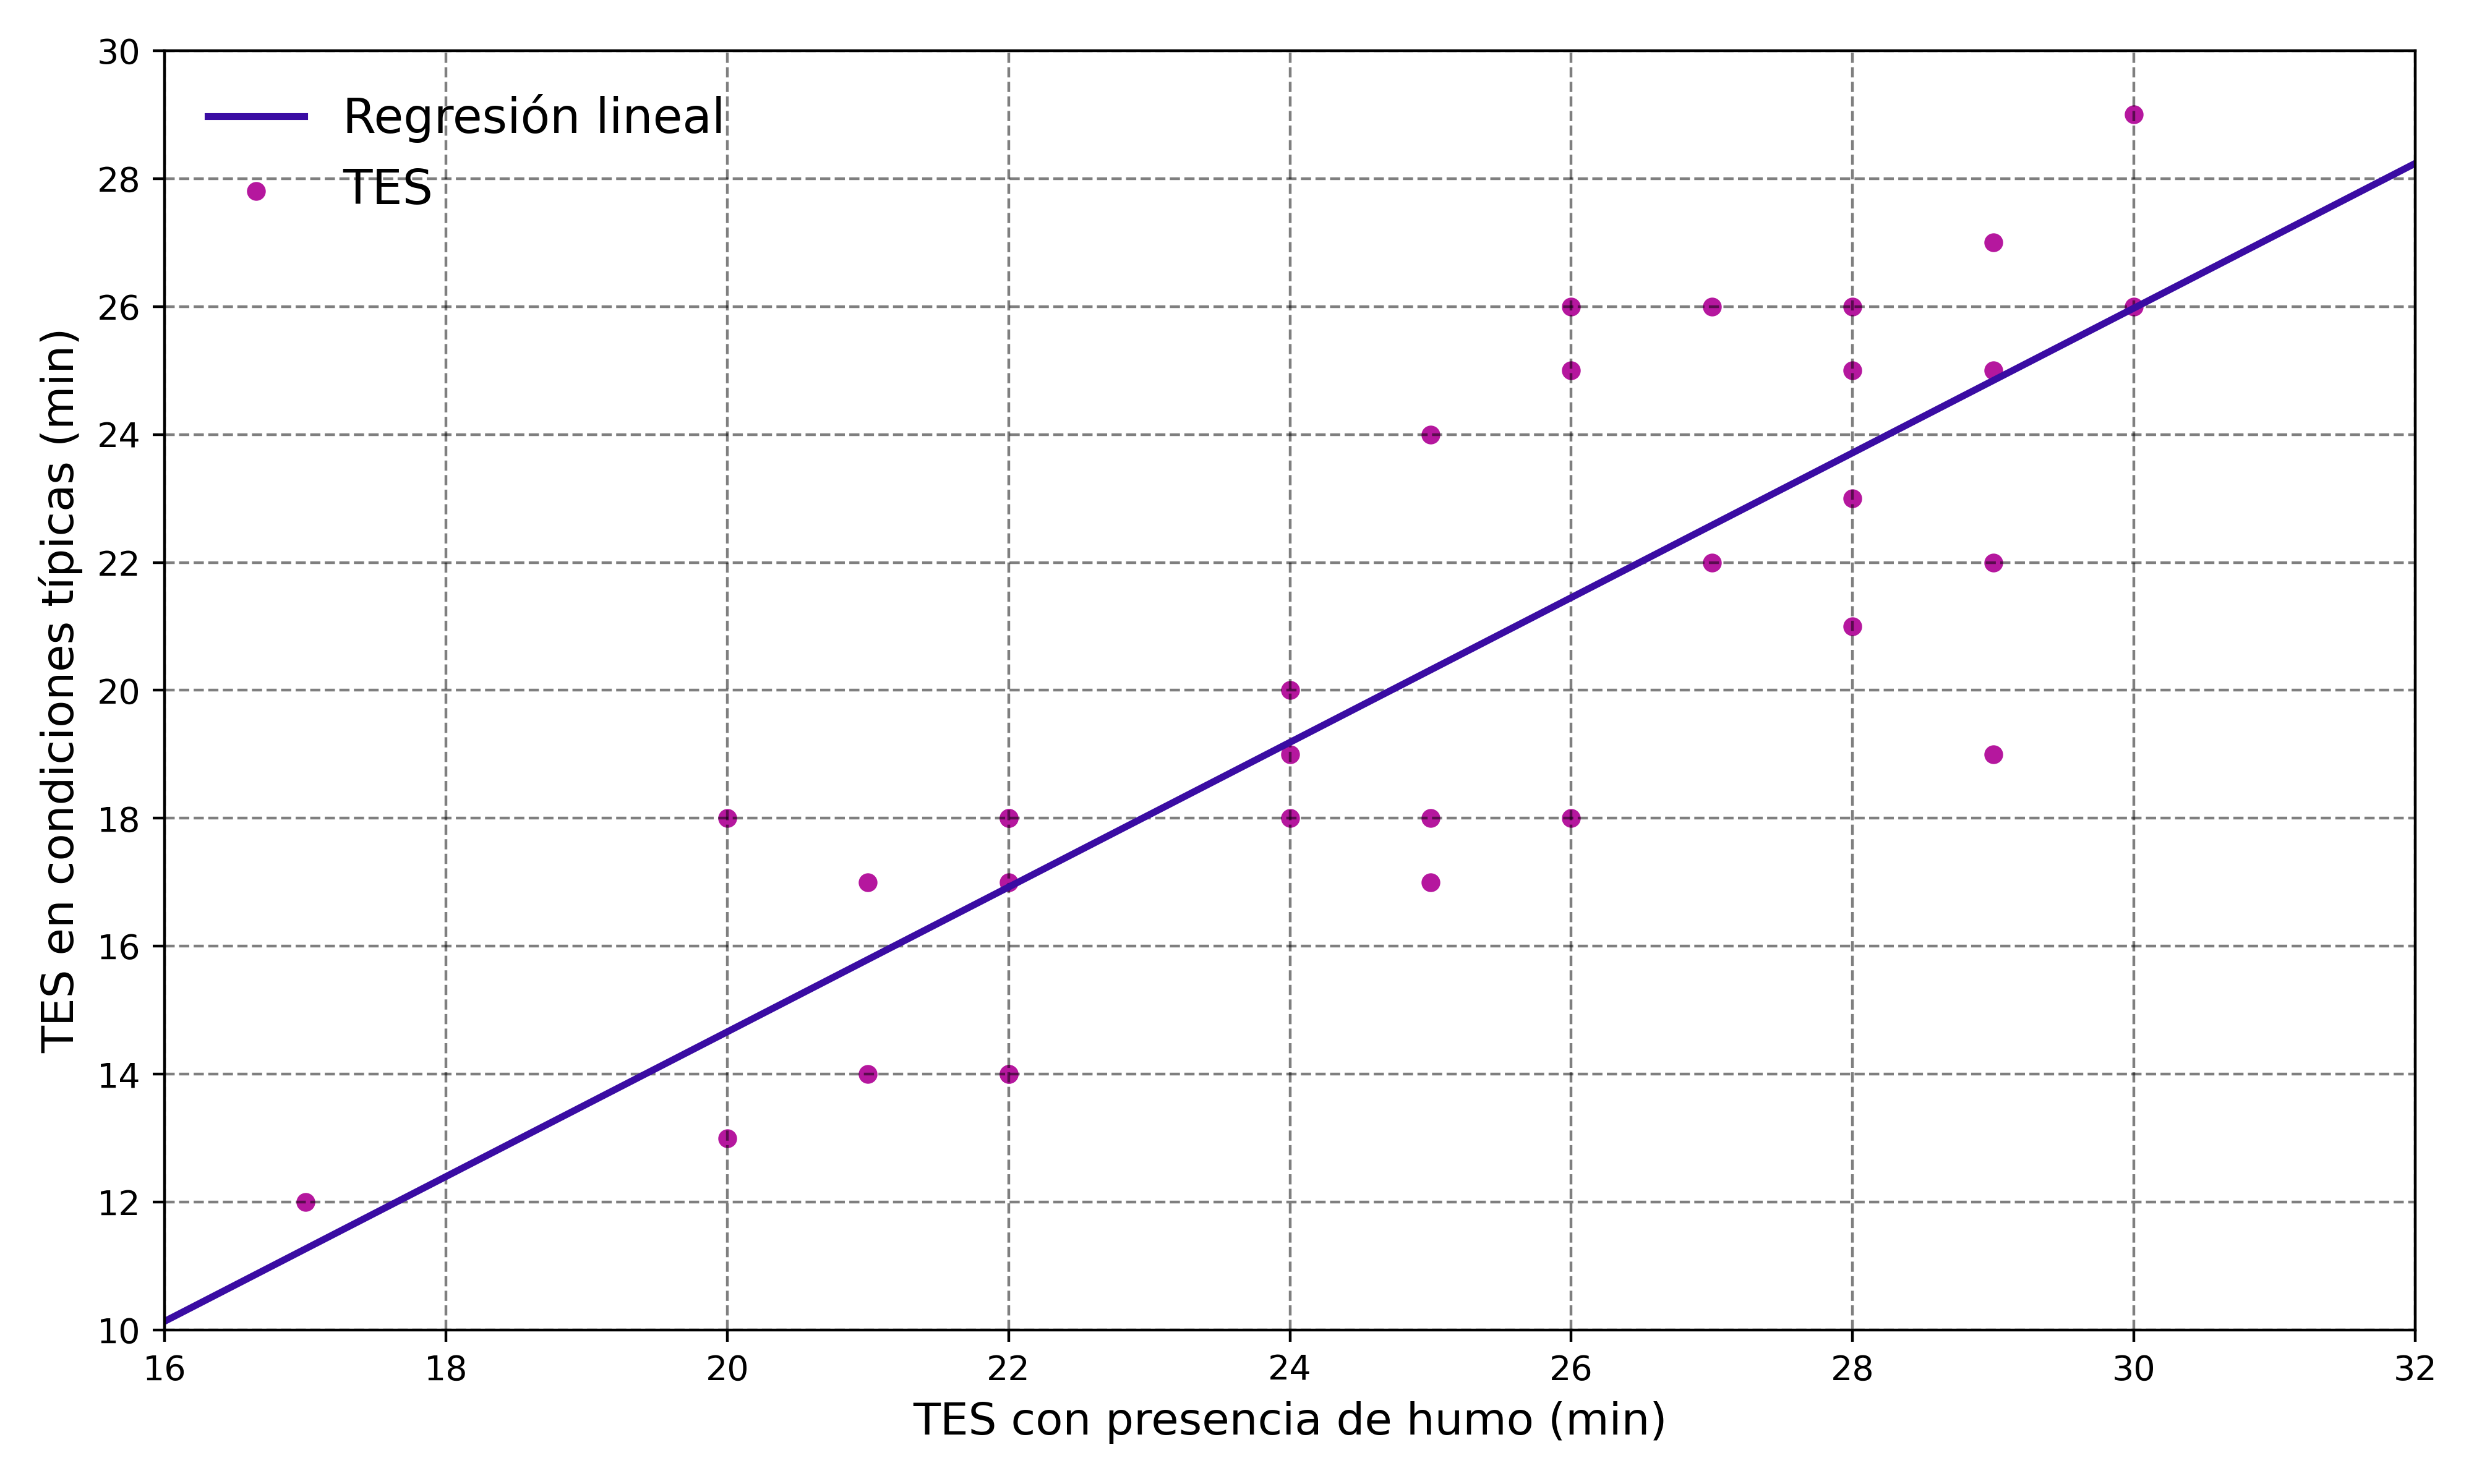 Regresión lineal
TES
30
28
26
24
22
20
18
16
14
12
10
TES en condiciones típicas (min)
16 18 20 22 24 26 28 30 32
TES con presencia de humo (min)